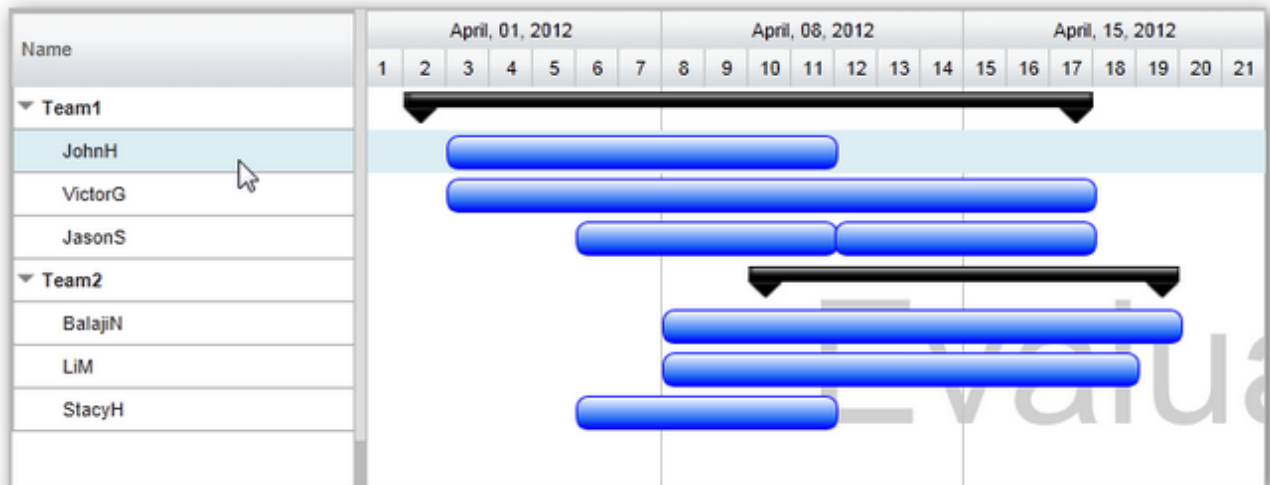 Name
April, 01, 2012 April, 08, 2012 April, 15, 2012
1 2 3 4 5 6 7 8 9 10 11 12 13 14 15 16 17 18 19 20 21
Team1
JohnH
VictorG
JasonS
Team2
BalajiN
LiM
StacyH